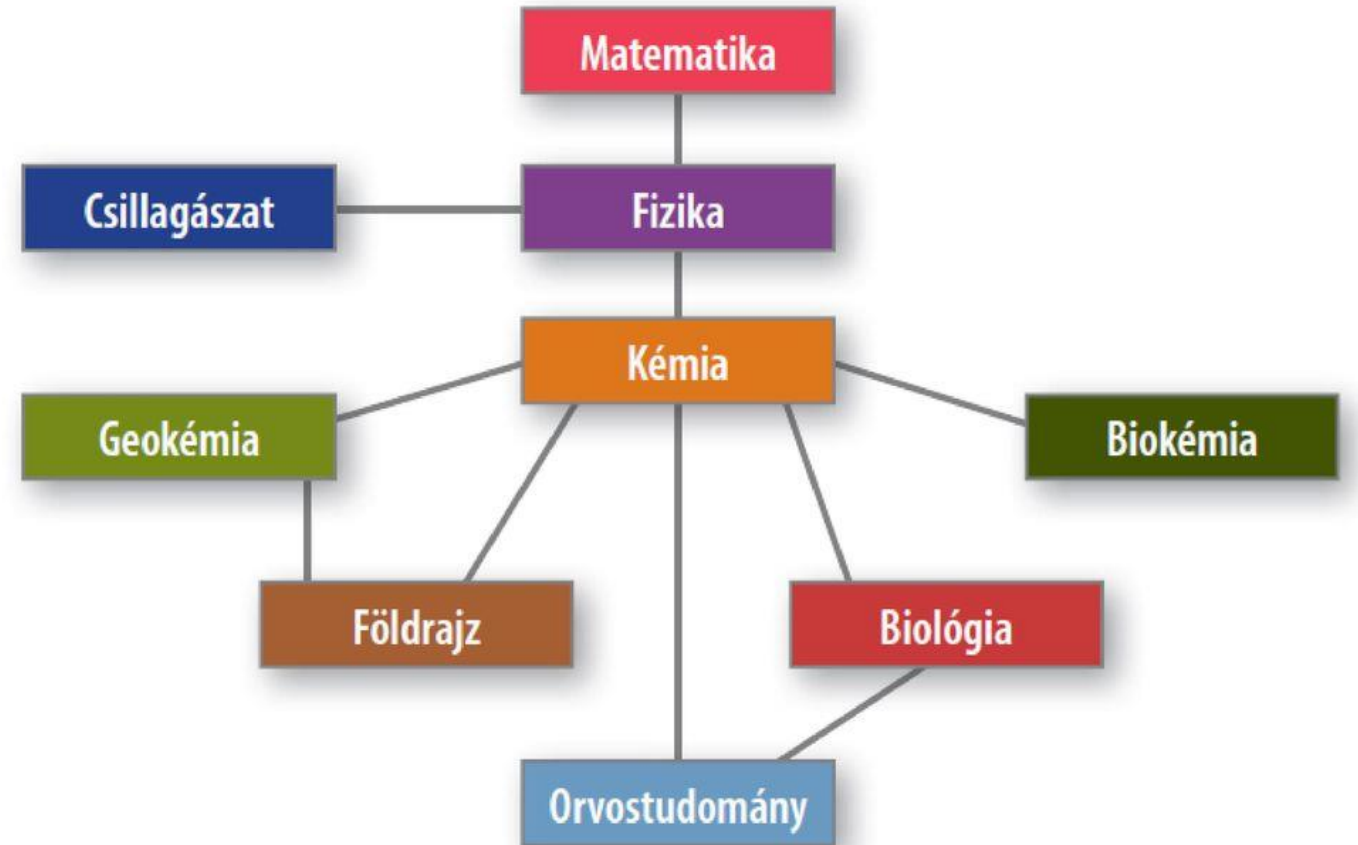 Matematika
Csillagászat
Fizika
Kémia
Geokémia
Biokémia
Földrajz
Biológia
Orvostudomány